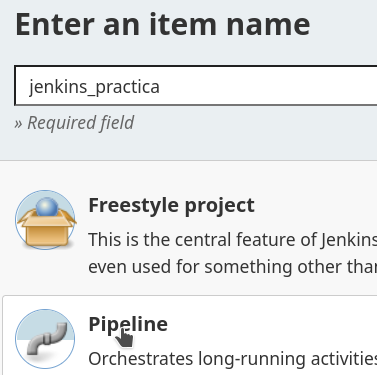 Enter an item name
jenkins_practica
» Required field
Freestyle project
This is the central feature of Jenkins
even used for something other than
Pipeline
Orchestrates long-running activities